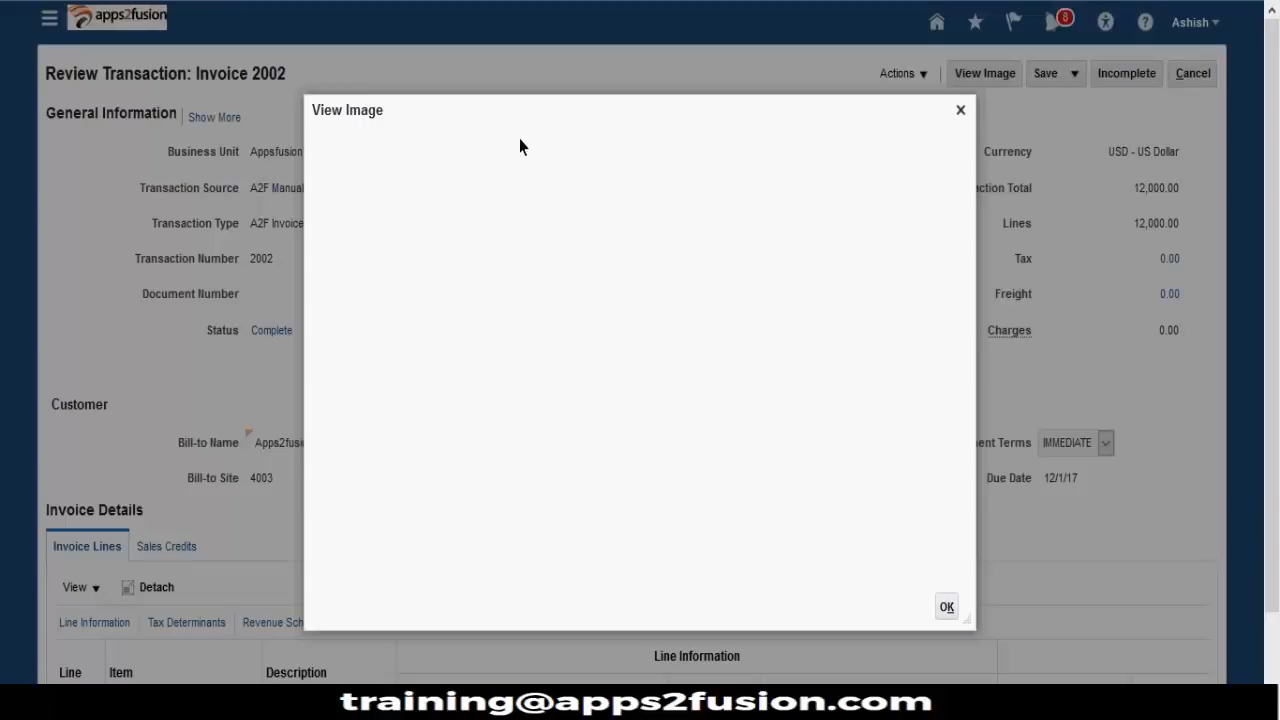 apps2fusion
8
Ashish
Review Transaction: Invoice 2002
Actions
View Image
Save
Incomplete
Cancel
View Image
General Information
Show More
Business Unit
Appsfusion
Currency
USD - US Dollar
Transaction Source
A2F Manual
ction Total
12,000.00
Transaction Type
A2F Invoice
Lines
12,000.00
Transaction Number
2002
Tax
0.00
Document Number
Freight
0.00
Status
Complete
Charges
0.00
Customer
Bill-to Name
Apps2fusi
ent Terms
IMMEDIATE
Bill-to Site
4003
Due Date
12/1/17
Invoice Details
Invoice Lines
Sales Credits
View
Detach
OK
Line Information
Tax Determinants
Revenue Sch
Line Information
Line
Item
Description
training@apps2fusion.com